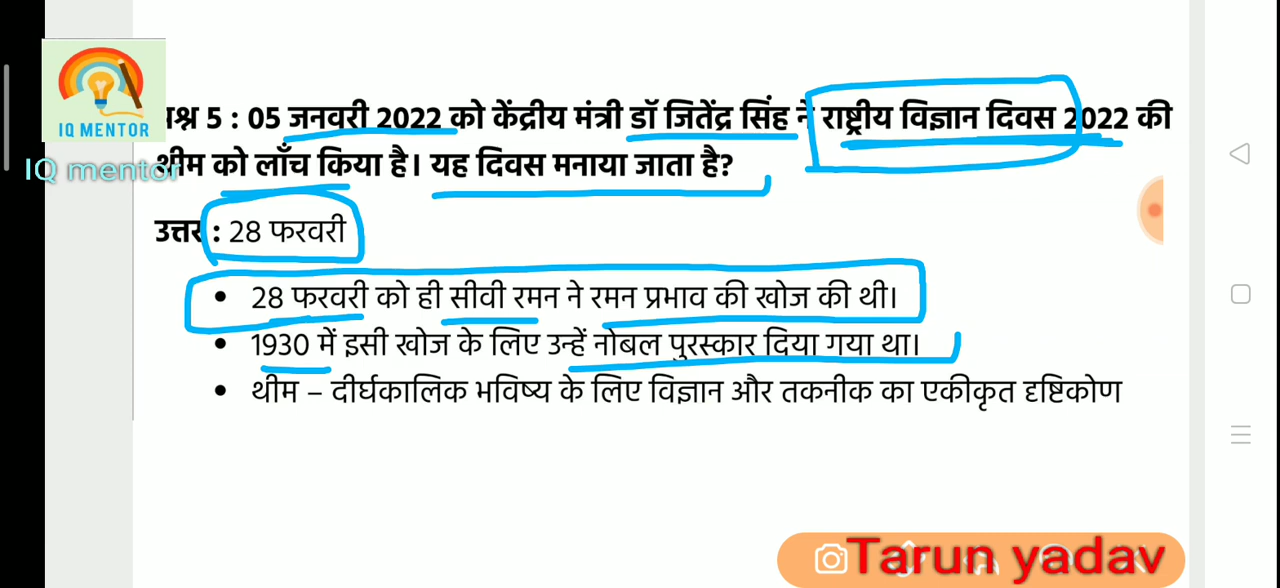 IQ MENTOR
IQ mentor
प्रश्न 5 : 05 जनवरी 2022 को केंद्रीय मंत्री डॉ जितेंद्र सिंह ने राष्ट्रीय विज्ञान दिवस 2022 की
थीम को लाँच किया है। यह दिवस मनाया जाता है?
उत्तर : 28 फरवरी
• 28 फरवरी को ही सीवी रमन ने रमन प्रभाव की खोज की थी।
• 1930 में इसी खोज के लिए उन्हें नोबल पुरस्कार दिया गया था।
• थीम – दीर्घकालिक भविष्य के लिए विज्ञान और तकनीक का एकीकृत दृष्टिकोण
Tarun yadav